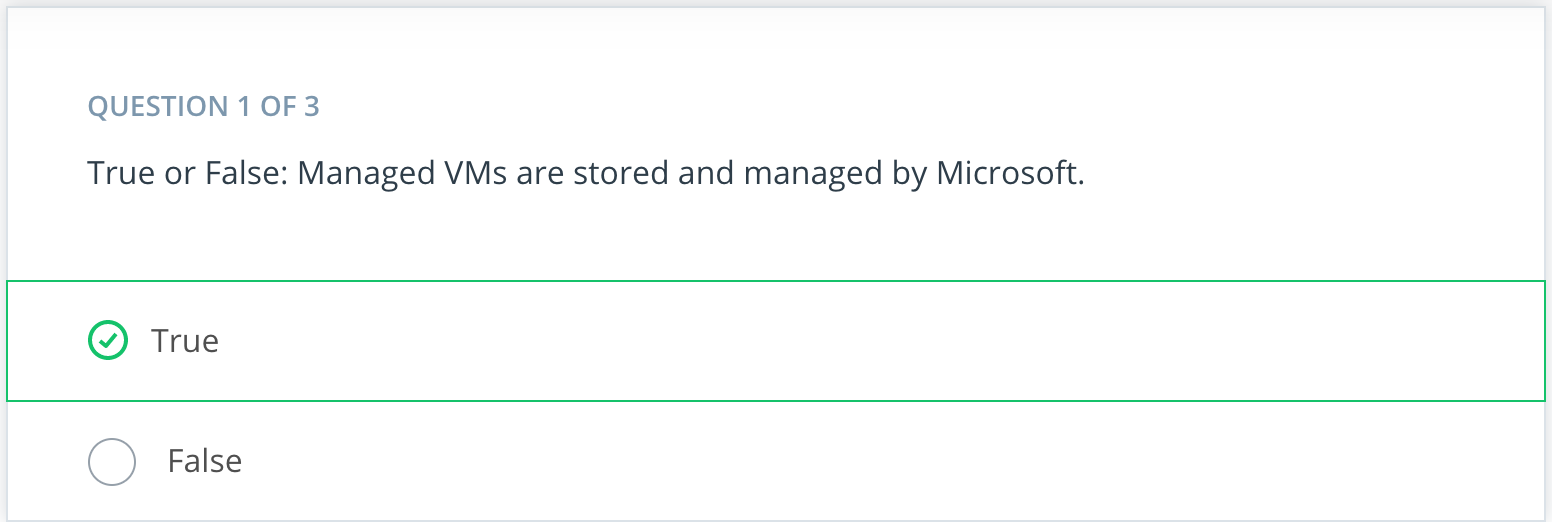 QUESTION 1 OF 3
True or False: Managed VMs are stored and managed by Microsoft.
True
False